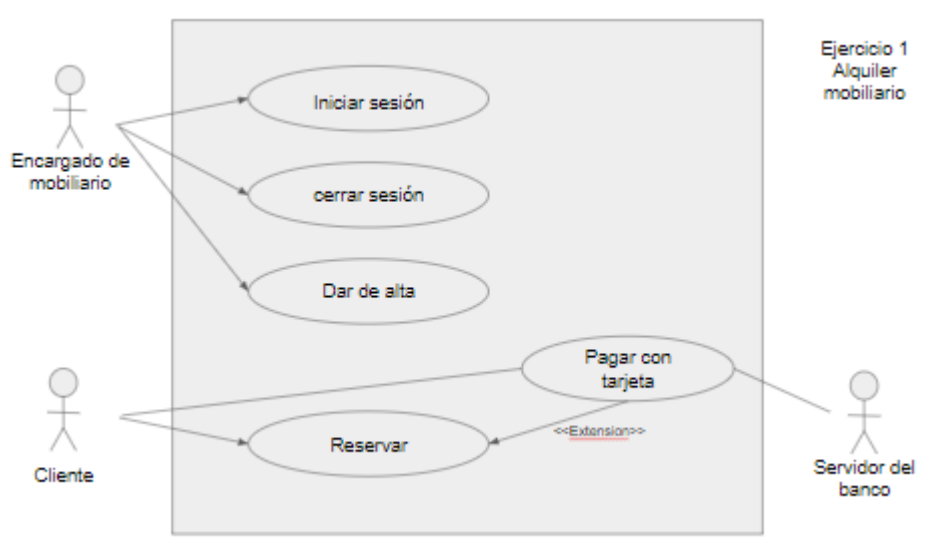 Ejercicio 1
Alquiler
mobiliario
Iniciar sesión
Encargado de
mobiliario
cerrar sesión
Dar de alta
Pagar con
tarjeta
<<Extension>>
Reservar
Cliente
Servidor del
banco